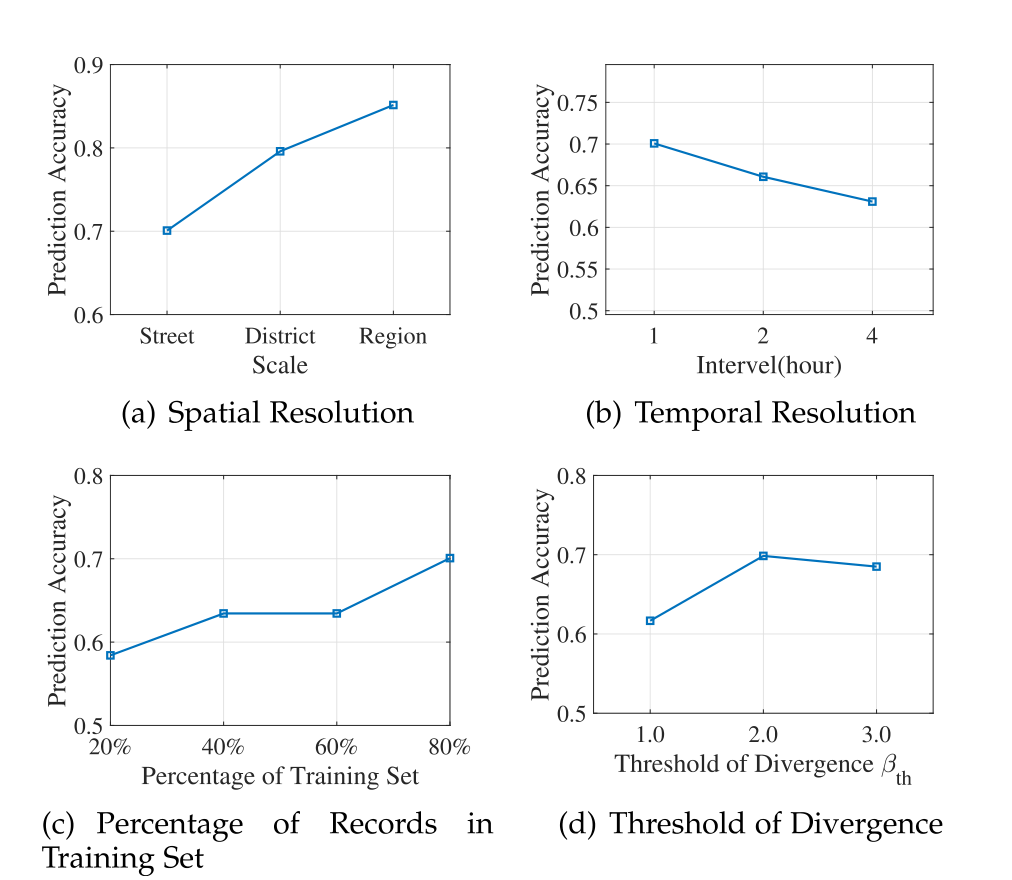 0.9
0.8
0.7
0.6
Prediction Accuracy
Street District Region
Scale
(a) Spatial Resolution
0.75
0.7
0.65
0.6
0.55
0.5
Prediction Accuracy
1 2 4
Intervel(hour)
(b) Temporal Resolution
0.8
0.7
0.6
0.5
Prediction Accuracy
20% 40% 60% 80%
Percentage of Training Set
(c) Percentage of Records in
Training Set
0.8
0.7
0.6
0.5
Prediction Accuracy
1.0 2.0 3.0
Threshold of Divergence βth
(d) Threshold of Divergence